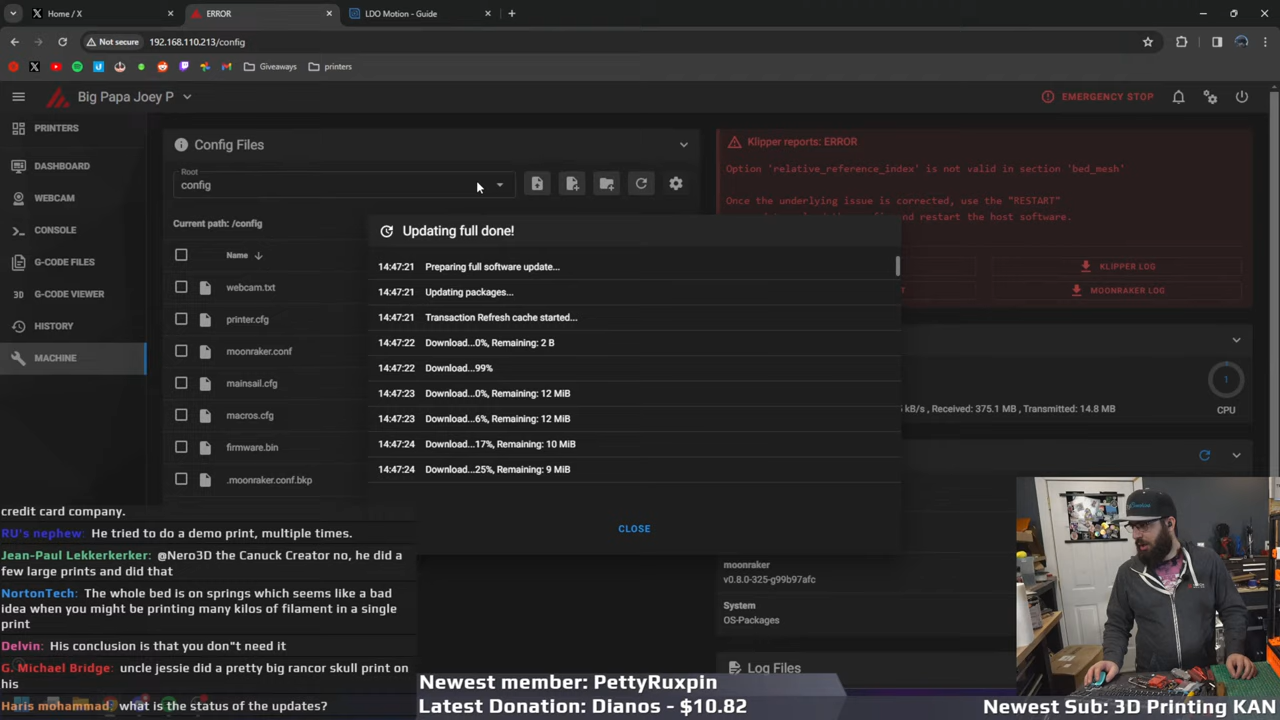 Home / X
ERROR
LDO Motion - Guide
Not secure
192.168.110.213/config
Giveaways
printers
Big Papa Joey P
EMERGENCY STOP
PRINTERS
DASHBOARD
WEBCAM
CONSOLE
G-CODE FILES
3D
G-CODE VIEWER
HISTORY
MACHINE
Config Files
Root
config
Current path: /config
Name
webcam.txt
printer.cfg
moonraker.conf
mainsail.cfg
macros.cfg
firmware.bin
.moonraker.conf.bkp
Klipper reports: ERROR
Option 'relative_reference_index' is not valid in section 'bed_mesh'
Once the underlying issue is corrected, use the "RESTART"
and restart the host software.
KLIPPER LOG
MOONRAKER LOG
kB/s , Received: 375.1 MB , Transmitted: 14.8 MB
1
CPU
Updating full done!
14:47:21 Preparing full software update...
14:47:21 Updating packages...
14:47:21 Transaction Refresh cache started...
14:47:22 Download...0%, Remaining: 2 B
14:47:22 Download...99%
14:47:23 Download...0%, Remaining: 12 MiB
14:47:23 Download...6%, Remaining: 12 MiB
14:47:24 Download...17%, Remaining: 10 MiB
14:47:24 Download...25%, Remaining: 9 MiB
CLOSE
moonraker
v0.8.0-325-g99b97afc
System
OS-Packages
Log Files
credit card company.
RU's nephew: He tried to do a demo print, multiple times.
Jean-Paul Lekkerkerker: @Nero3D the Canuck Creator no, he did a
few large prints and did that
NortonTech: The whole bed is on springs which seems like a bad
idea when you might be printing many kilos of filament in a single
print
Delvin: His conclusion is that you don"t need it
G. Michael Bridge: uncle jessie did a pretty big rancor skull print on
his
Haris mohammad: what is the status of the updates?
Newest member: PettyRuxpin
Latest Donation: Dianos - $10.82
Newest Sub: 3D Printing KAN